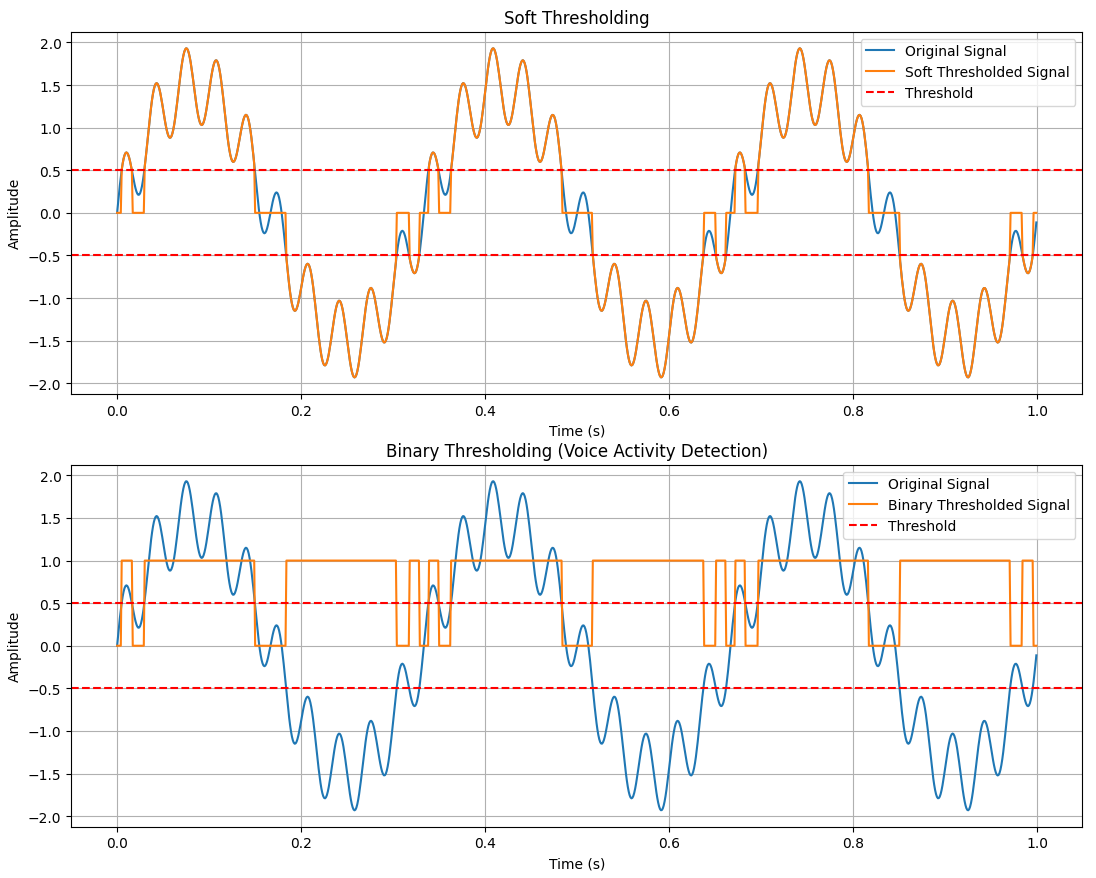 Soft Thresholding
Original Signal
Soft Thresholded Signal
Threshold
2.0
1.5
1.0
0.5
0.0
−0.5
−1.0
−1.5
−2.0
Amplitude
0.0 0.2 0.4 0.6 0.8 1.0
Time (s)
Binary Thresholding (Voice Activity Detection)
Original Signal
Binary Thresholded Signal
Threshold
2.0
1.5
1.0
0.5
0.0
−0.5
−1.0
−1.5
−2.0
Amplitude
0.0 0.2 0.4 0.6 0.8 1.0
Time (s)